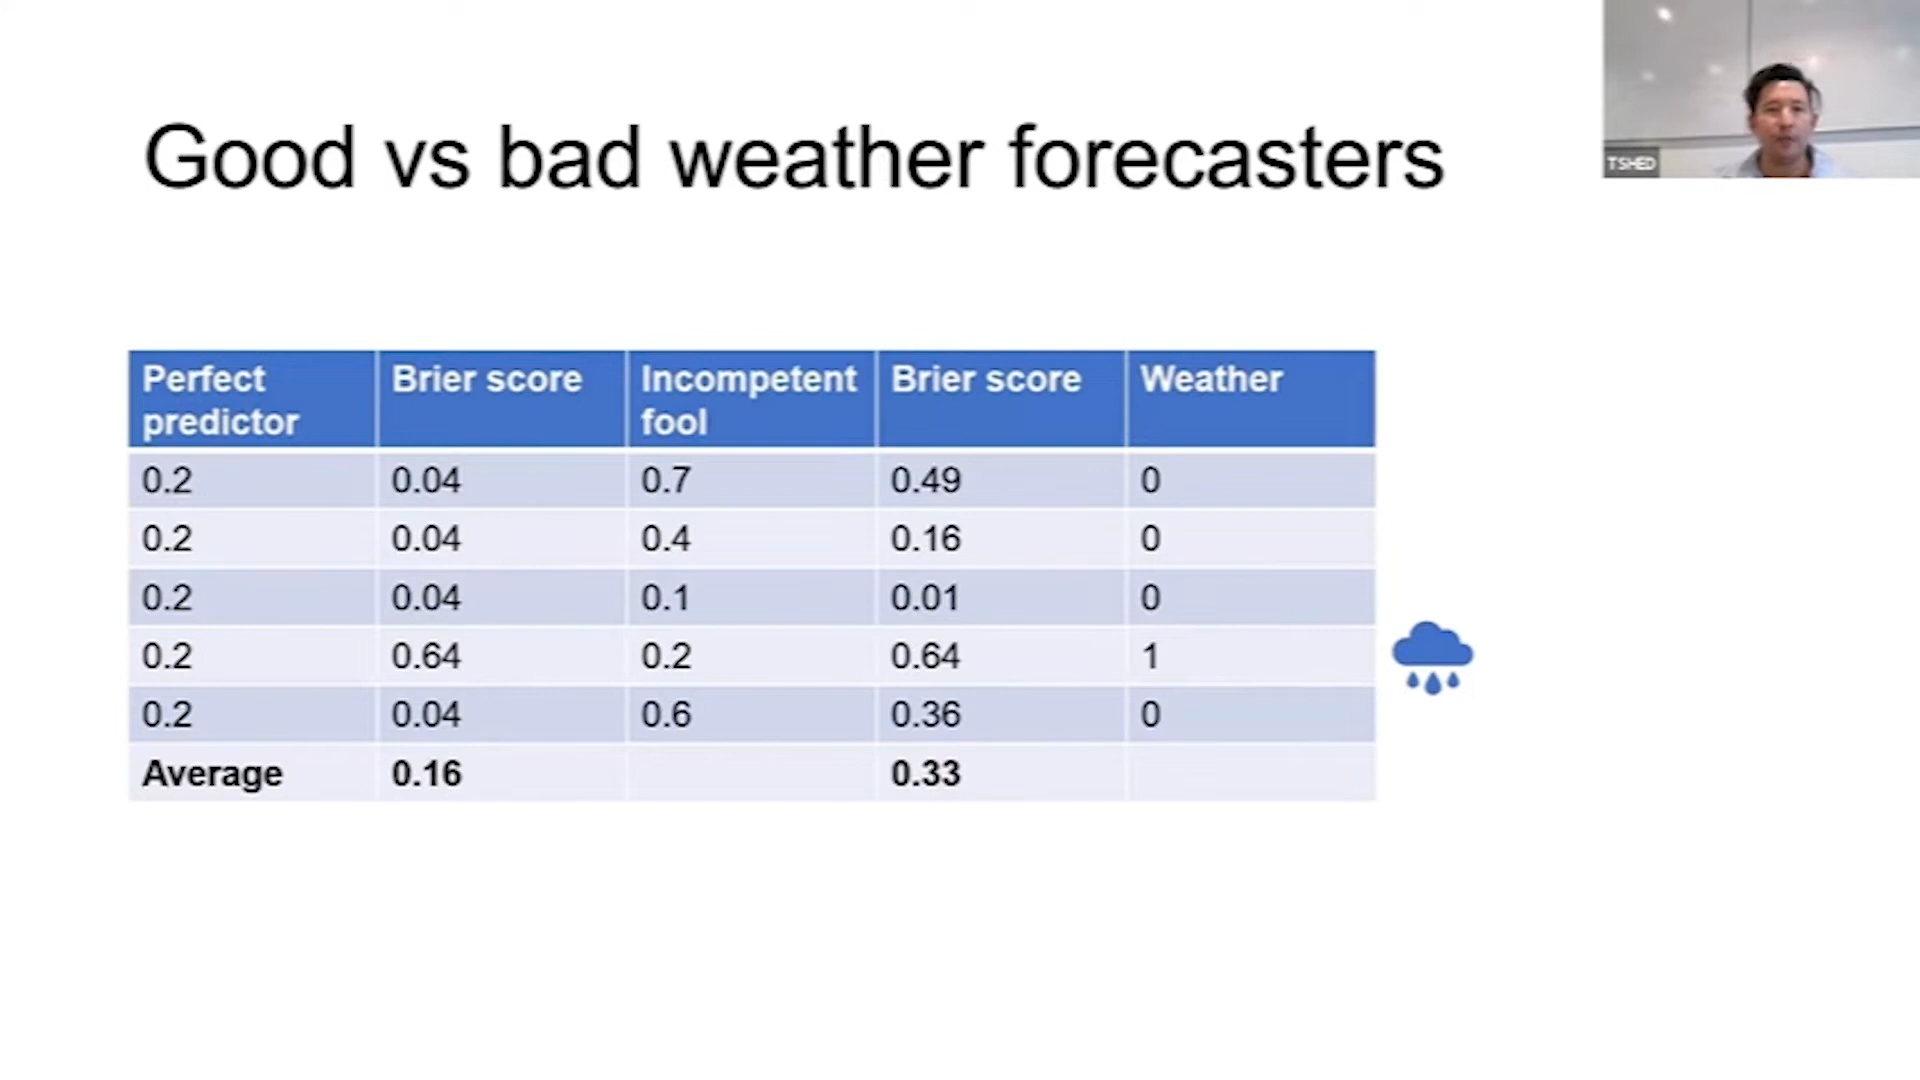 Good vs bad weather forecasters
TSHED
Perfect predictor Brier score Incompetent fool Brier score Weather
0.2 0.04 0.7 0.49 0
0.2 0.04 0.4 0.16 0
0.2 0.04 0.1 0.01 0
0.2 0.64 0.2 0.64 1
0.2 0.04 0.6 0.36 0
Average 0.16 0.33